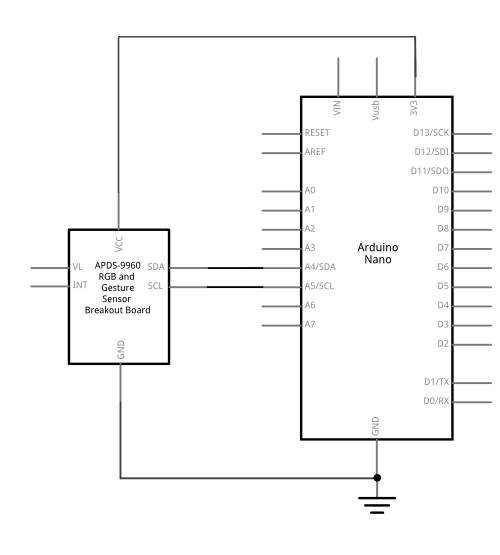 VIN
Vusb
3V3
RESET
AREF
A0
A1
A2
A3
A4/SDA
A5/SCL
A6
A7
Arduino
Nano
D13/SCK
D12/SDI
D11/SDO
D10
D9
D8
D7
D6
D5
D4
D3
D2
D1/TX
D0/RX
GND
VCC
VL
INT
APDS-9960
RGB and
Gesture
Sensor
Breakout Board
SDA
SCL
GND